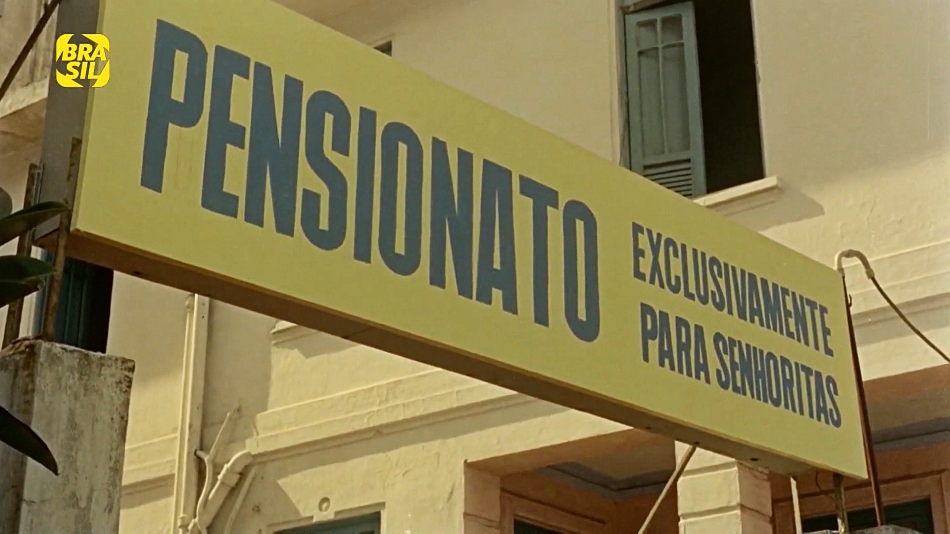 BRA
SIL
PENSIONATO
EXCLUSIVAMENTE
PARA SENHORITAS